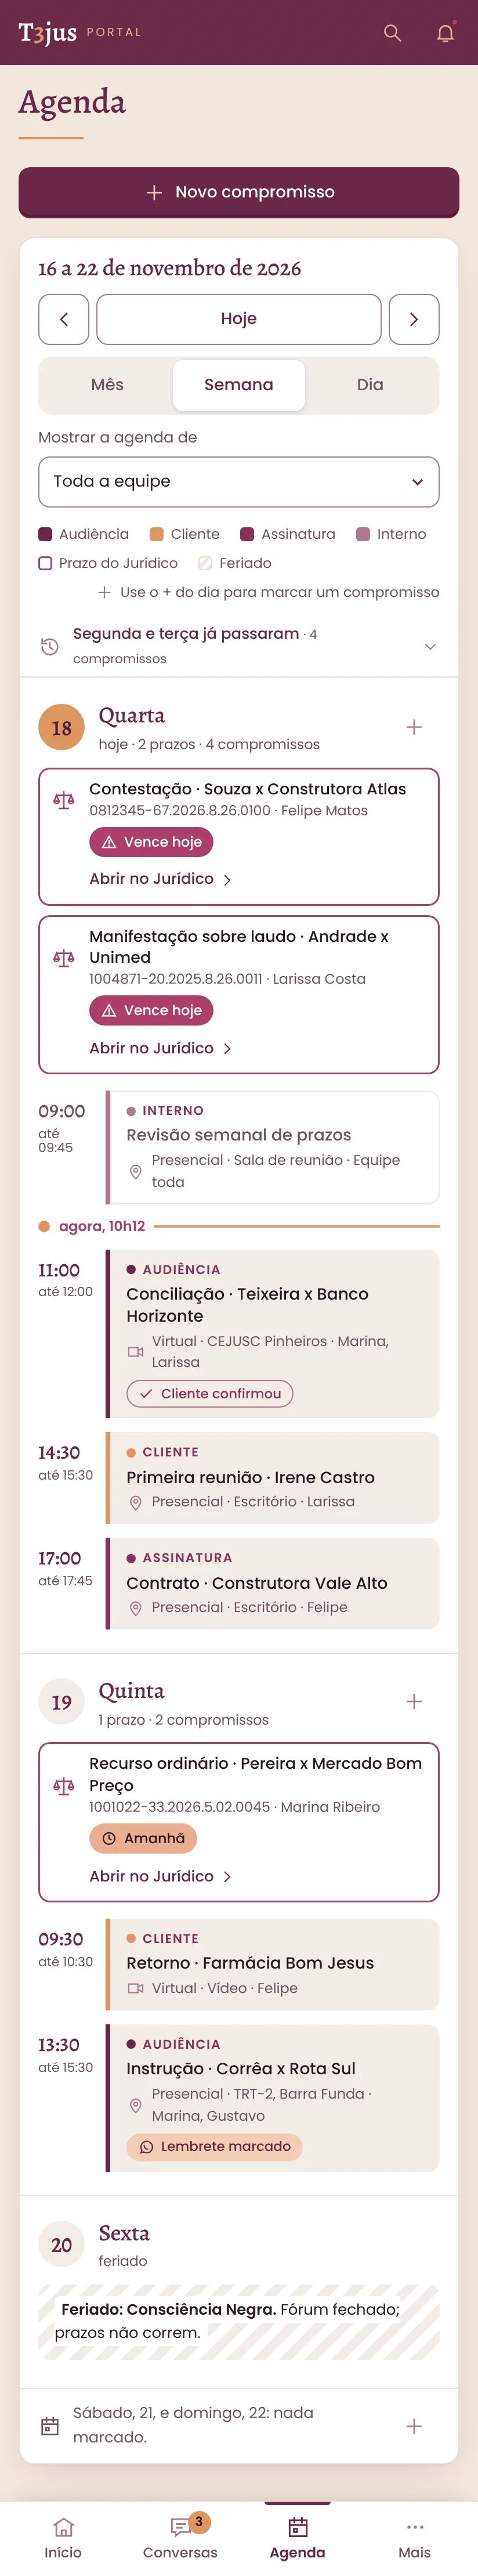 T3jus PORTAL
Agenda
Novo compromisso
16 a 22 de novembro de 2026
Hoje
Mês Semana Dia
Mostrar a agenda de
Toda a equipe
Audiência Cliente Assinatura Interno
Prazo do Jurídico Feriado
Use o + do dia para marcar um compromisso
Segunda e terça já passaram · 4
compromissos
18 Quarta
hoje · 2 prazos · 4 compromissos
Contestação · Souza x Construtora Atlas
0812345-67.2026.8.26.0100 · Felipe Matos
Vence hoje
Abrir no Jurídico
Manifestação sobre laudo · Andrade x
Unimed
1004871-20.2025.8.26.0011 · Larissa Costa
Vence hoje
Abrir no Jurídico
09:00
até
09:45
INTERNO
Revisão semanal de prazos
Presencial · Sala de reunião · Equipe
toda
agora, 10h12
11:00
até 12:00
AUDIÊNCIA
Conciliação · Teixeira x Banco
Horizonte
Virtual · CEJUSC Pinheiros · Marina,
Larissa
Cliente confirmou
14:30
até 15:30
CLIENTE
Primeira reunião · Irene Castro
Presencial · Escritório · Larissa
17:00
até 17:45
ASSINATURA
Contrato · Construtora Vale Alto
Presencial · Escritório · Felipe
19 Quinta
1 prazo · 2 compromissos
Recurso ordinário · Pereira x Mercado Bom
Preço
1001022-33.2026.5.02.0045 · Marina Ribeiro
Amanhã
Abrir no Jurídico
09:30
até 10:30
CLIENTE
Retorno · Farmácia Bom Jesus
Virtual · Vídeo · Felipe
13:30
até 15:30
AUDIÊNCIA
Instrução · Corrêa x Rota Sul
Presencial · TRT-2, Barra Funda ·
Marina, Gustavo
Lembrete marcado
20 Sexta
feriado
Feriado: Consciência Negra. Fórum fechado;
prazos não correm.
Sábado, 21, e domingo, 22: nada
marcado.
3
Início Conversas Agenda Mais